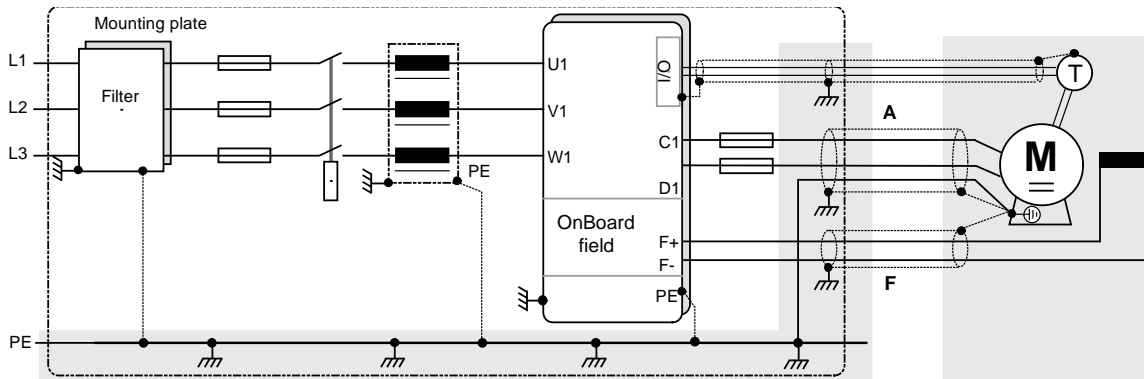 Mounting plate
L1
L2
L3
Filter
U1
V1
W1
PE
I/O
C1
D1
OnBoard
field
F+
F-
PE
A
F
T
M
PE